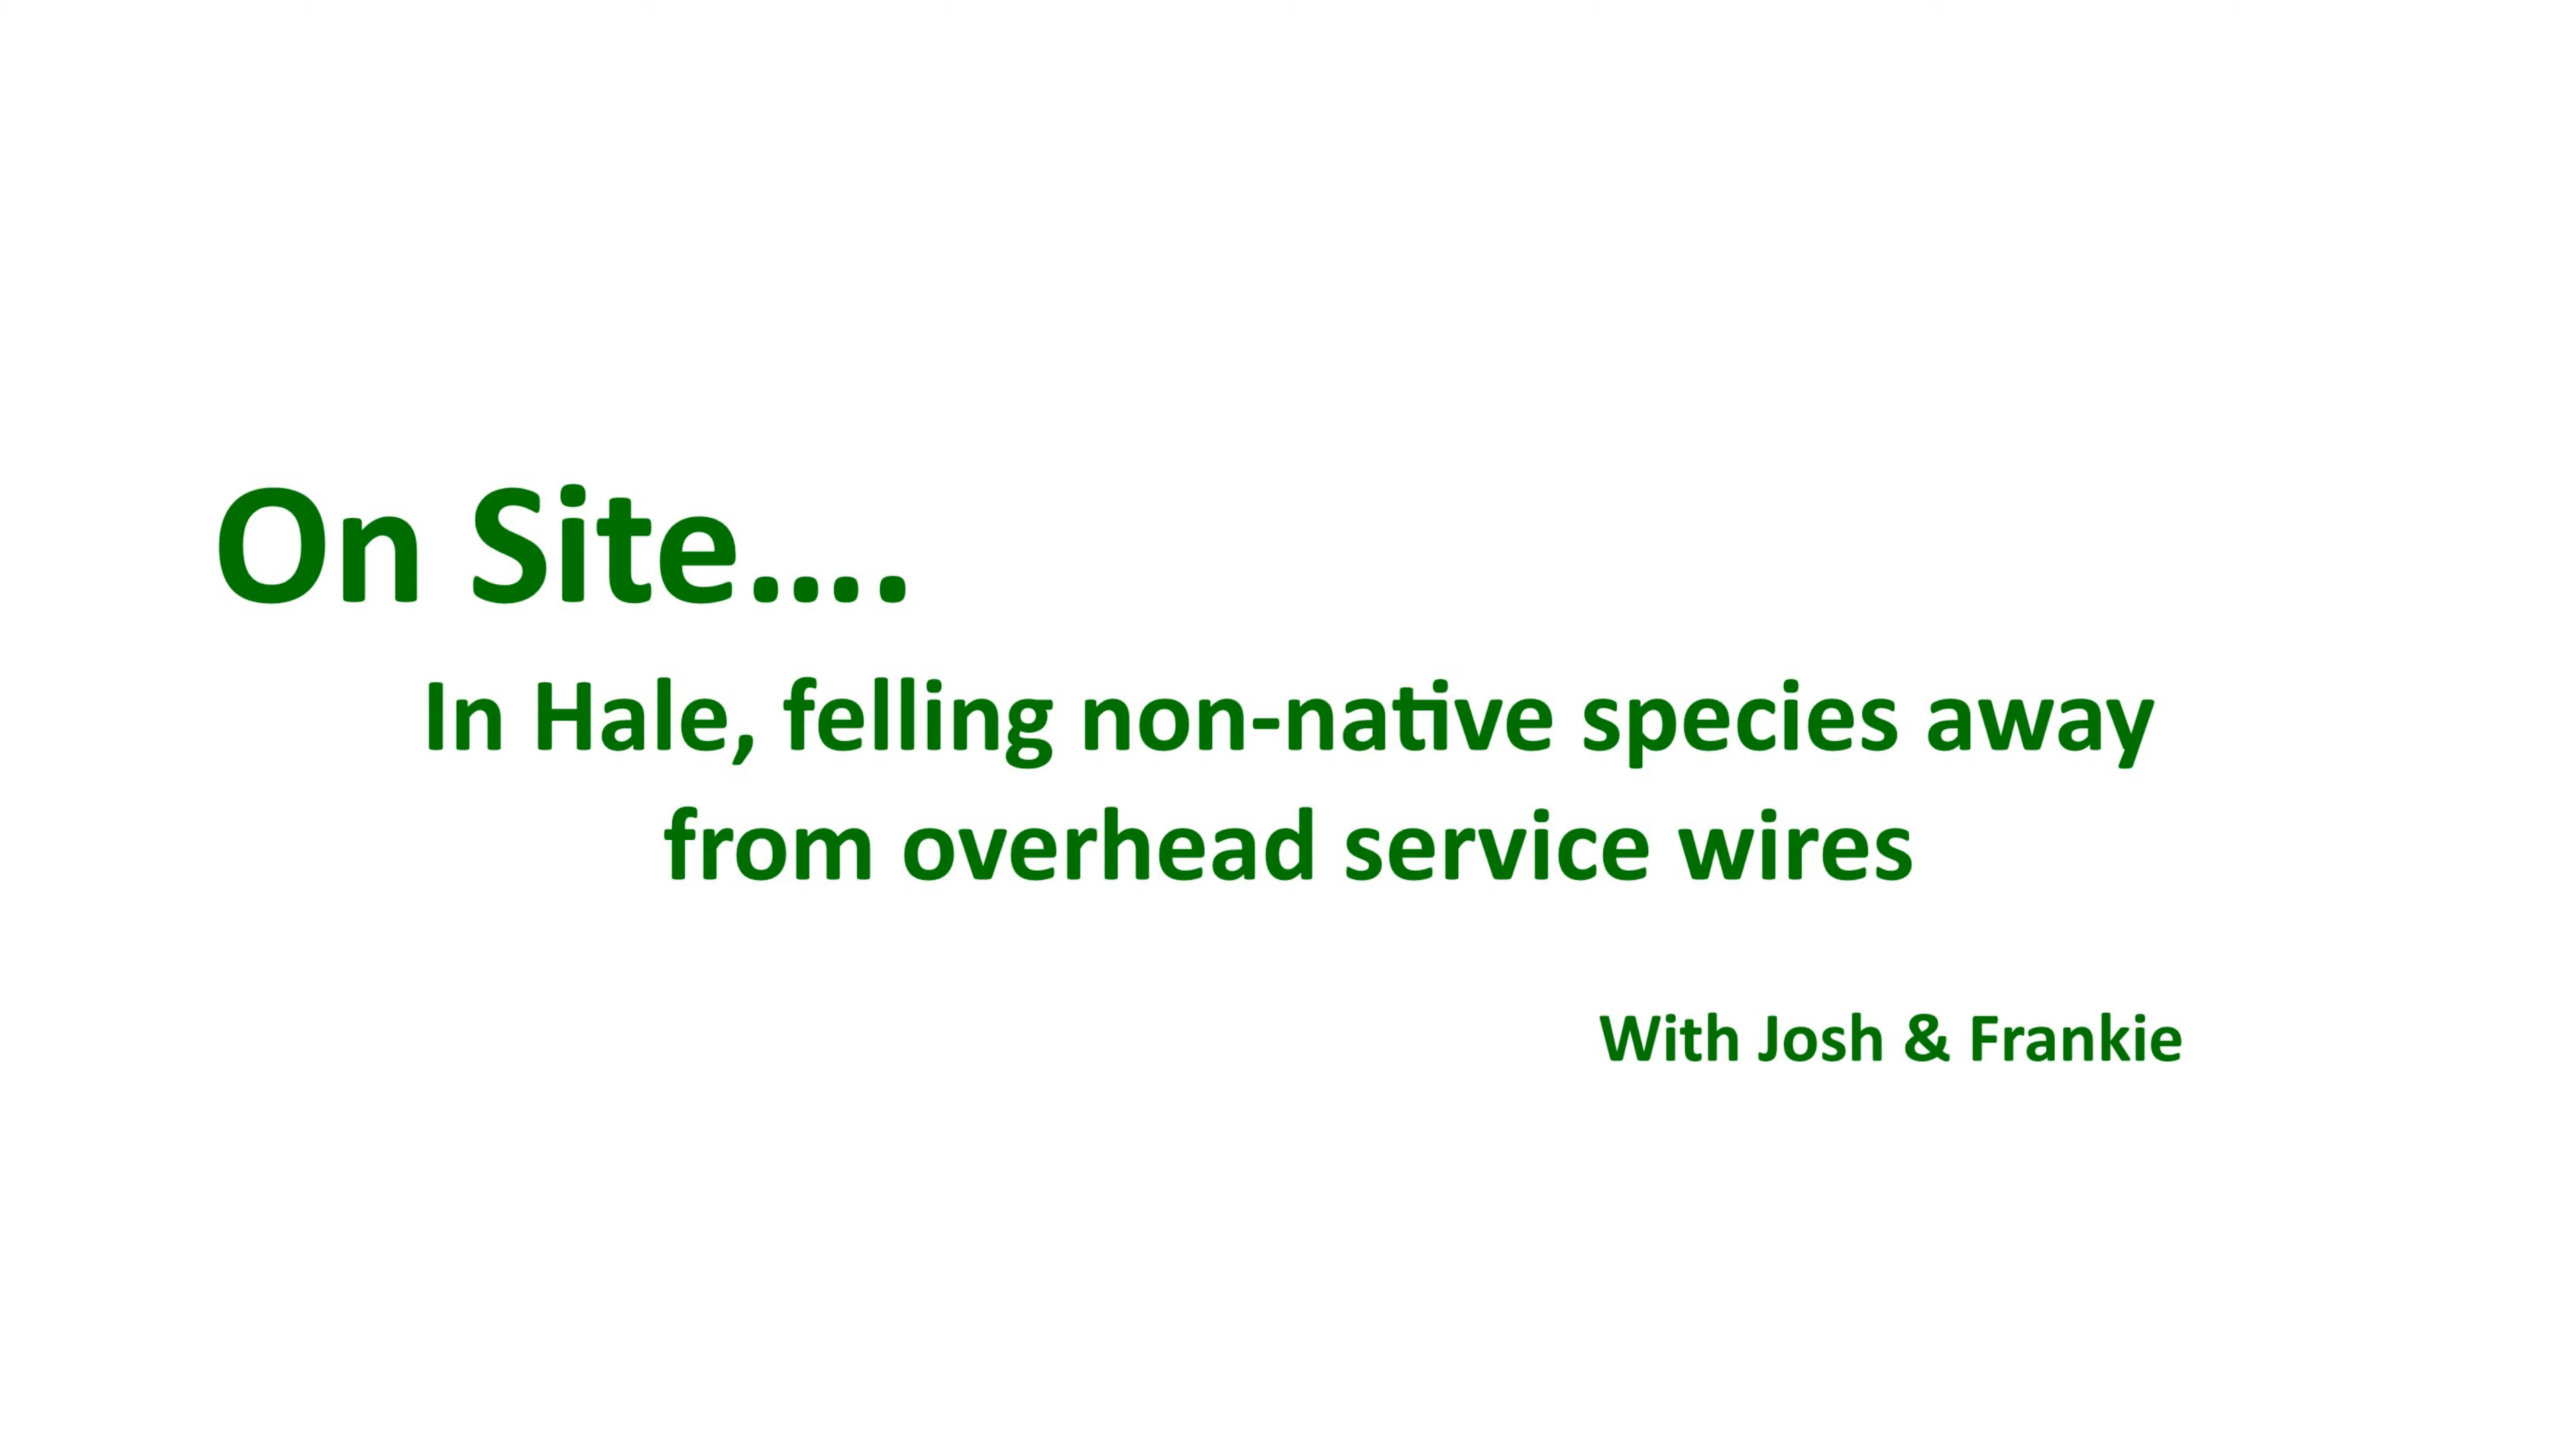 On Site....
In Hale, felling non-native species away
from overhead service wires
With Josh & Frankie